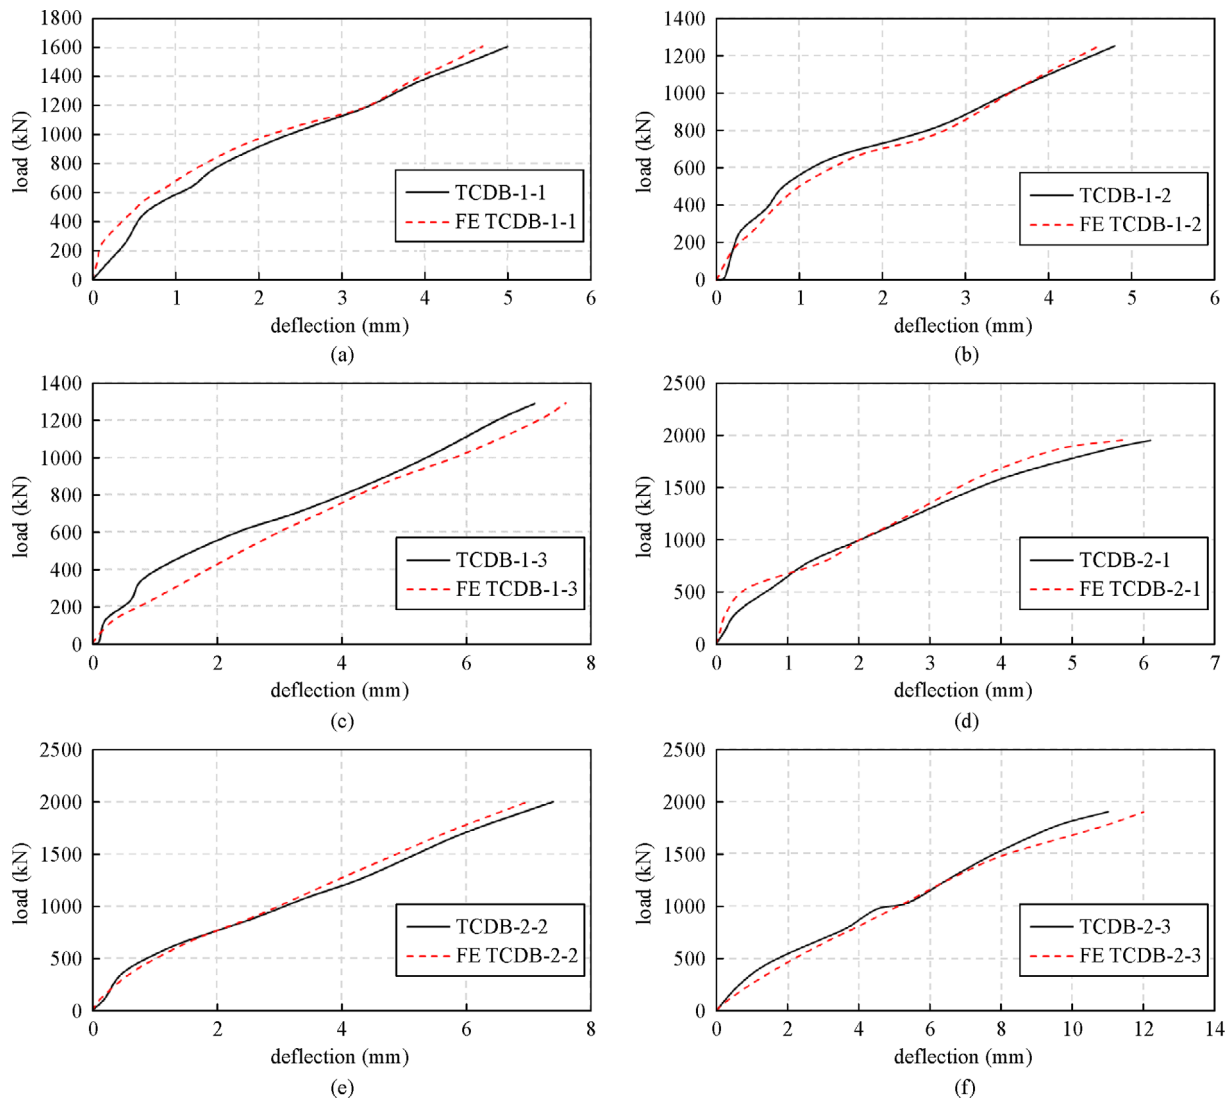 1800
1600
1400
1200
1000
800
600
400
200
0
load (kN)
TCDB-1-1
FE TCDB-1-1
0 1 2 3 4 5 6
deflection (mm)
(a)
1400
1200
1000
800
600
400
200
0
load (kN)
TCDB-1-2
FE TCDB-1-2
0 1 2 3 4 5 6
deflection (mm)
(b)
1400
1200
1000
800
600
400
200
0
load (kN)
TCDB-1-3
FE TCDB-1-3
0 2 4 6 8
deflection (mm)
(c)
2500
2000
1500
1000
500
0
load (kN)
TCDB-2-1
FE TCDB-2-1
0 1 2 3 4 5 6 7
deflection (mm)
(d)
2500
2000
1500
1000
500
0
load (kN)
TCDB-2-2
FE TCDB-2-2
0 2 4 6 8
deflection (mm)
(e)
2500
2000
1500
1000
500
0
load (kN)
TCDB-2-3
FE TCDB-2-3
0 2 4 6 8 10 12 14
deflection (mm)
(f)